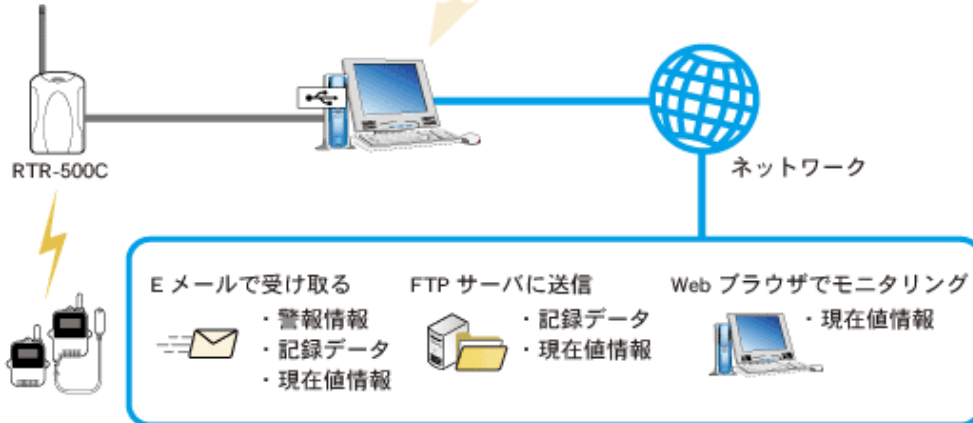 RTR-500C
ネットワーク
E メールで受け取る
・警報情報
・記録データ
・現在値情報
FTP サーバに送信
・記録データ
・現在値情報
Web ブラウザでモニタリング
・現在値情報